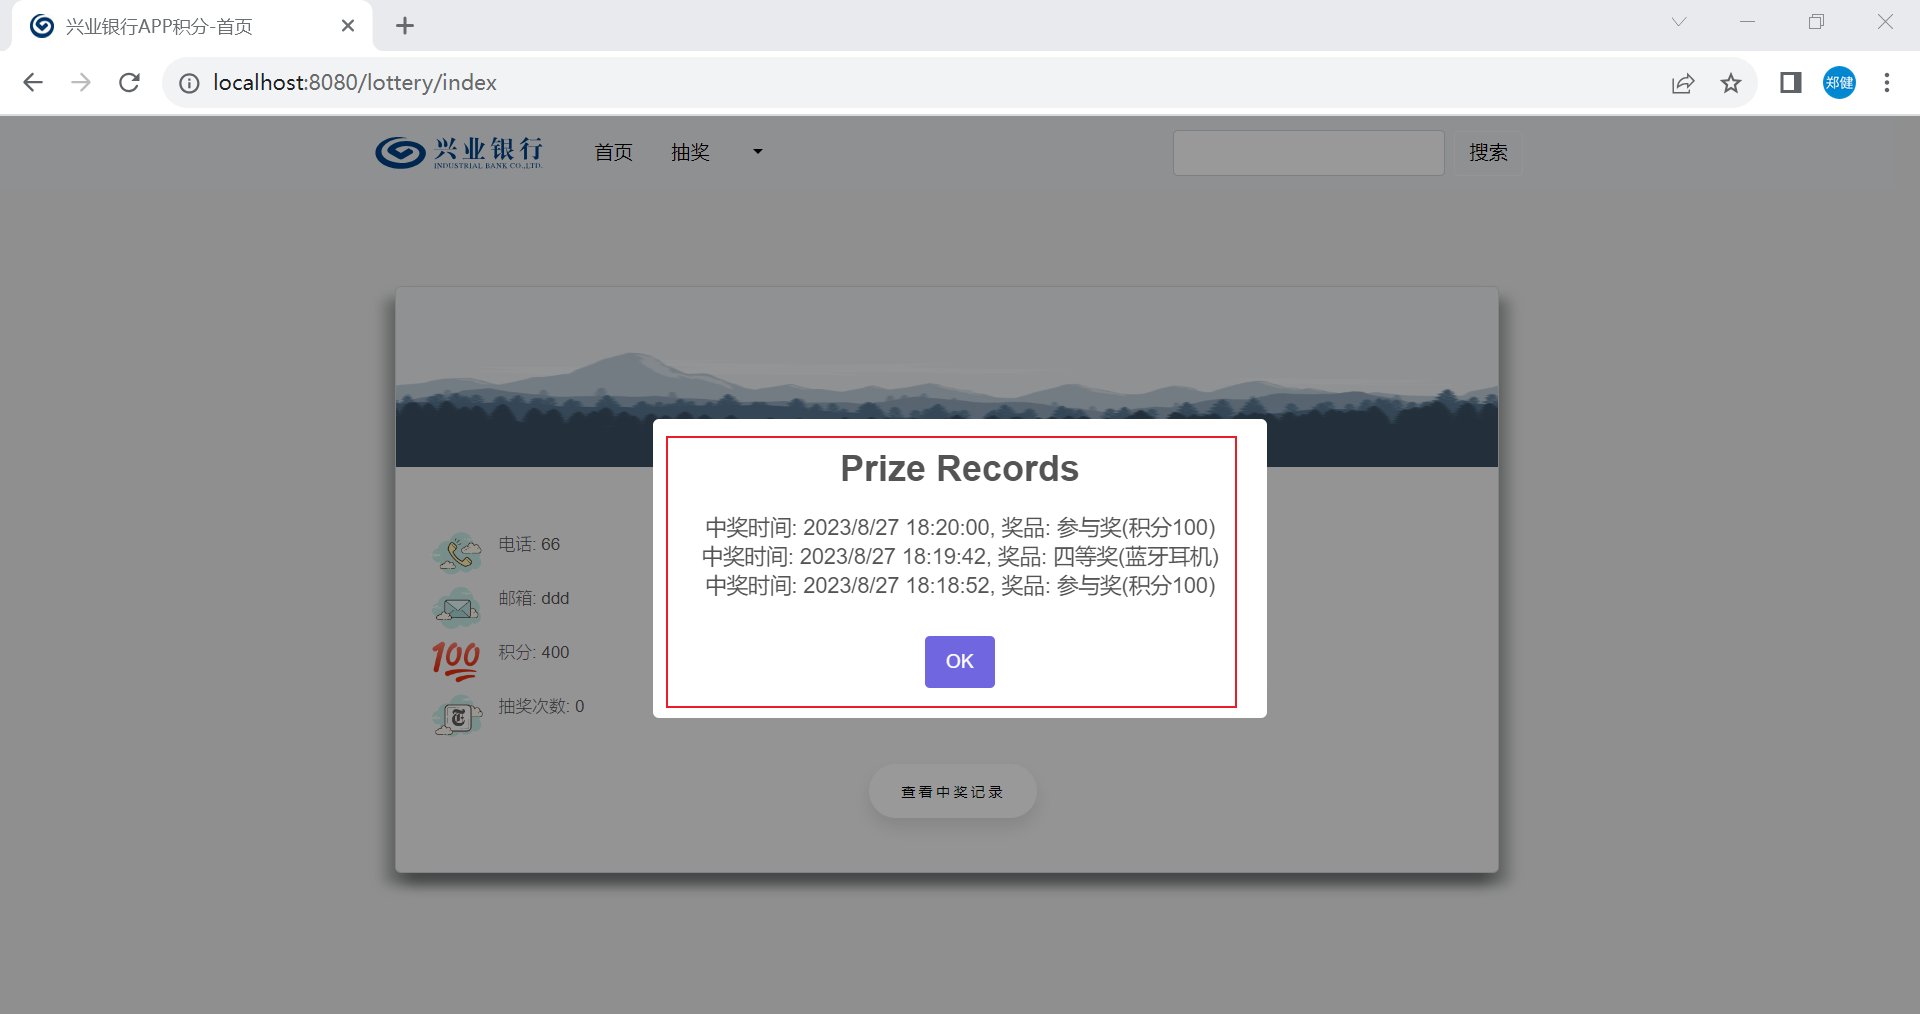 兴业银行APP积分-首页
localhost:8080/lottery/index
郑健
兴业银行
INDUSTRIAL BANK CO.,LTD.
首页
抽奖
搜索
Prize Records
中奖时间: 2023/8/27 18:20:00, 奖品: 参与奖(积分100)
中奖时间: 2023/8/27 18:19:42, 奖品: 四等奖(蓝牙耳机)
中奖时间: 2023/8/27 18:18:52, 奖品: 参与奖(积分100)
OK
电话: 66
邮箱: ddd
100
积分: 400
T
抽奖次数: 0
查看中奖记录